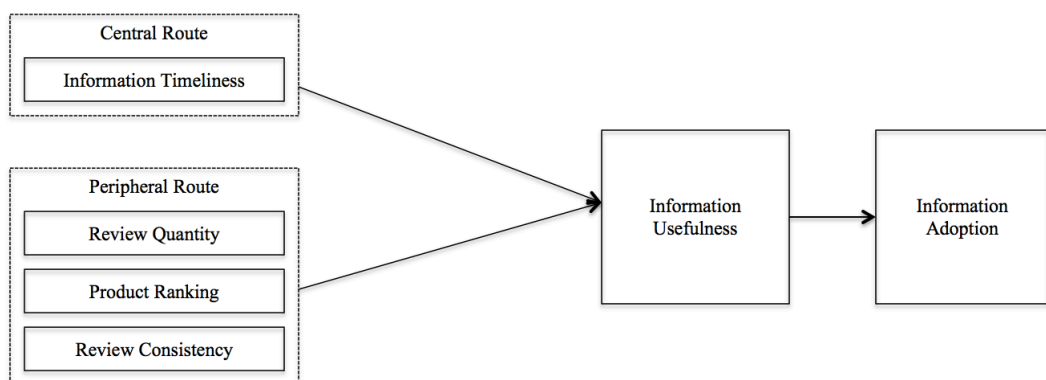 Central Route
Information Timeliness
Peripheral Route
Review Quantity
Product Ranking
Review Consistency
Information
Usefulness
Information
Adoption